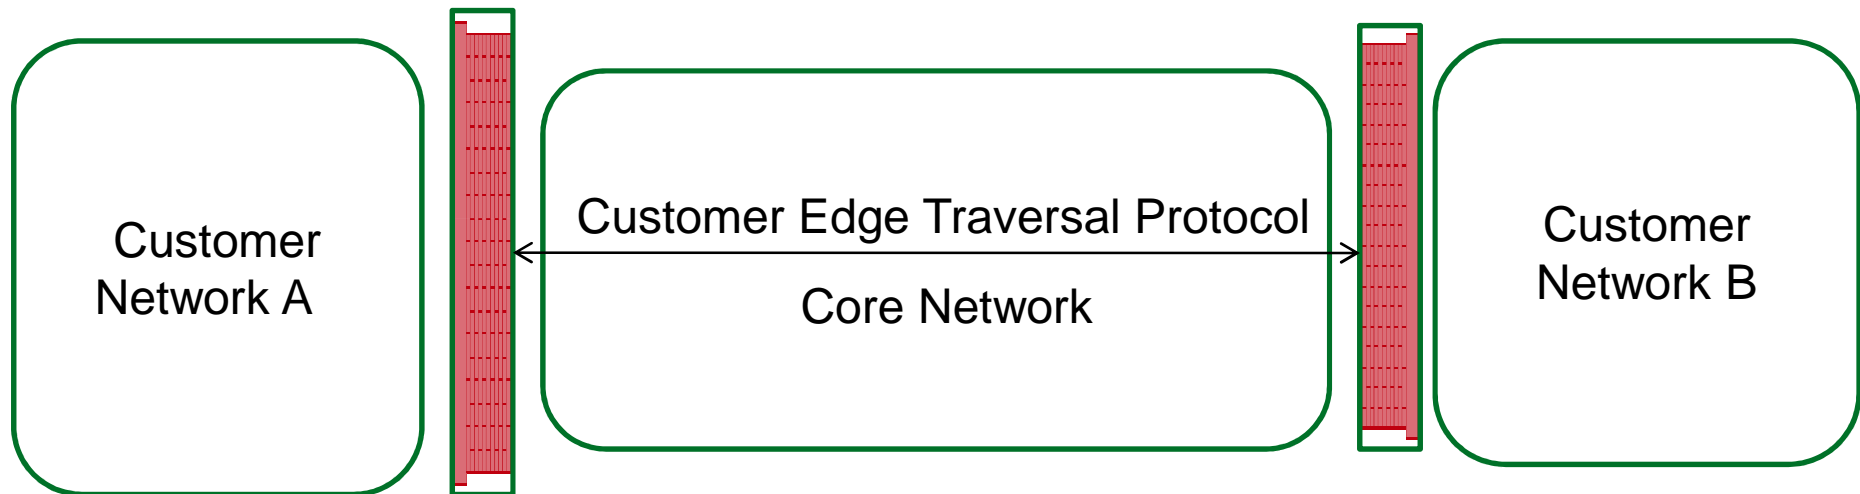 Customer
Network A
Customer Edge Traversal Protocol
Core Network
Customer
Network B